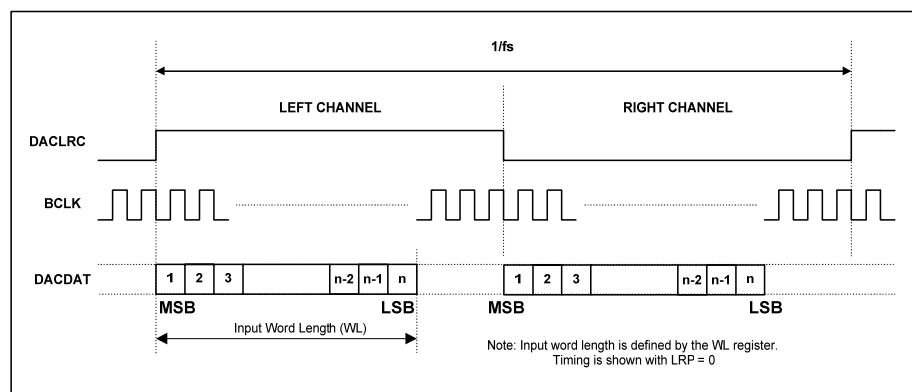 1/fs
LEFT CHANNEL RIGHT CHANNEL
DACLRC
BCLK
DACDAT 1 2 3 n-2 n-1 n 1 2 3 n-2 n-1 n
MSB LSB MSB LSB
Input Word Length (WL)
Note: Input word length is defined by the WL register.
Timing is shown with LRP = 0